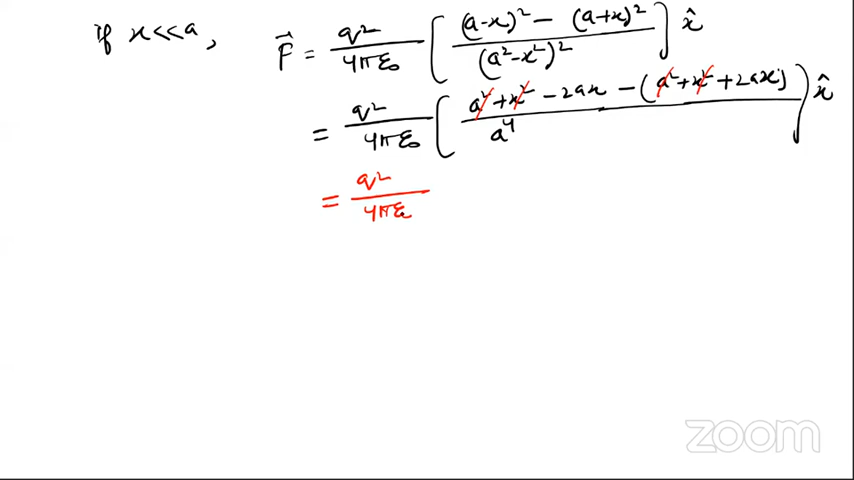 if x<<a, F⃗ = q²/4πε₀ [ (a-x)² - (a+x)² / (a²-x²)² ] x̂
= q²/4πε₀ [ a²+x²-2ax - (a²+x²+2ax) / a⁴ ] x̂
= q²/4πε
zoom